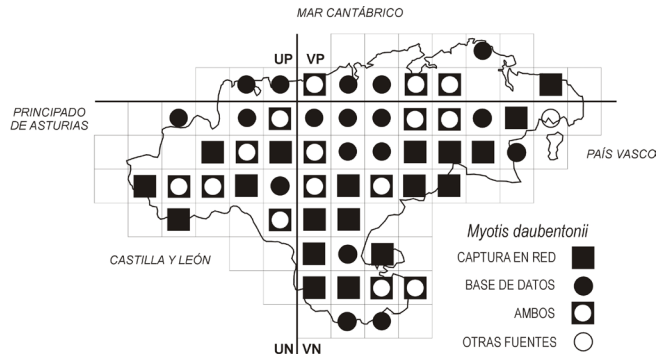 MAR CANTÁBRICO
UP VP
PRINCIPADO
DE ASTURIAS
PAÍS VASCO
CASTILLA Y LEÓN
Myotis daubentonii
CAPTURA EN RED
BASE DE DATOS
AMBOS
OTRAS FUENTES
UN VN